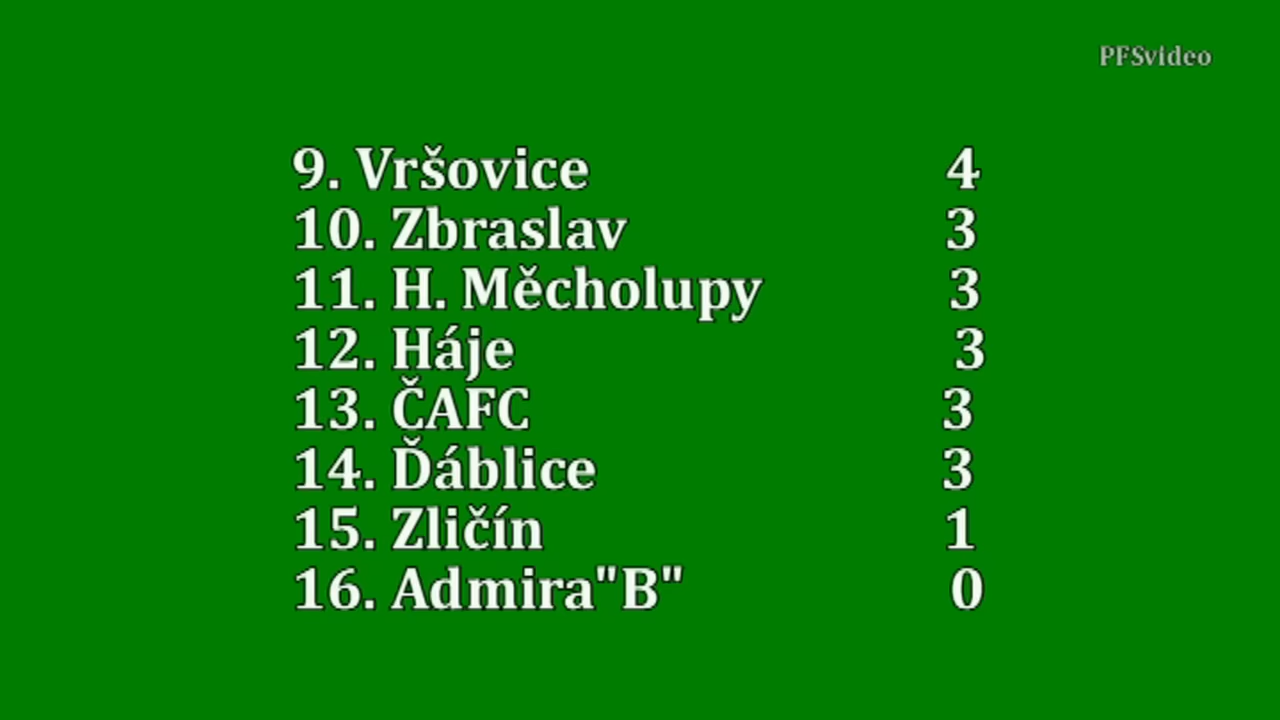 PFSvideo
9. Vršovice 4
10. Zbraslav 3
11. H. Měcholupy 3
12. Háje 3
13. ČAFC 3
14. Ďáblice 3
15. Zličín 1
16. Admira"B" 0